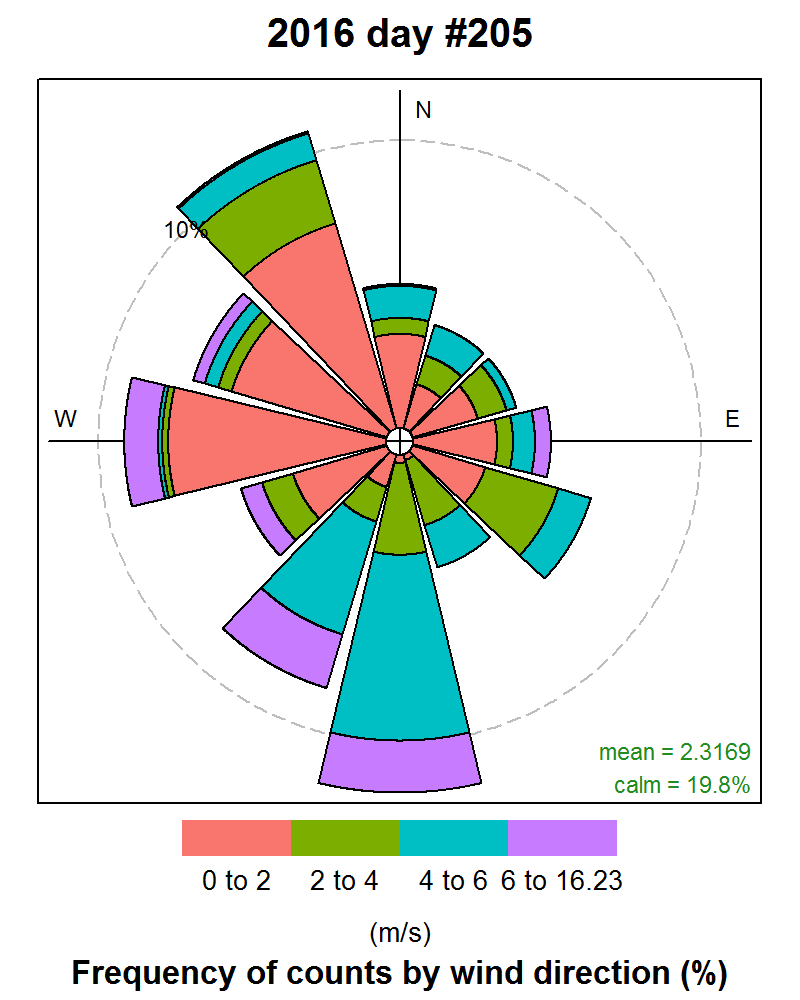 2016 day #205
N
10%
W
E
mean = 2.3169
calm = 19.8%
0 to 2 2 to 4 4 to 6 6 to 16.23
(m/s)
Frequency of counts by wind direction (%)